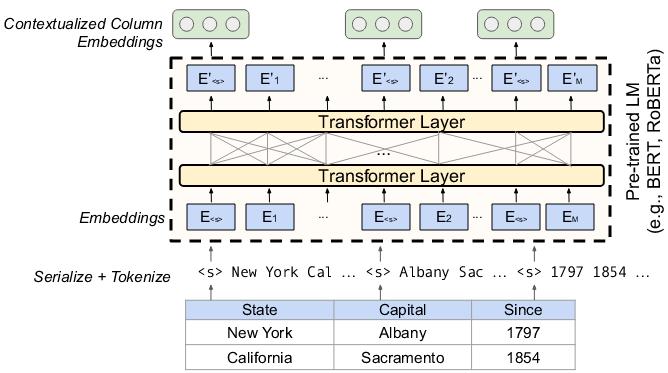 Contextualized Column
Embeddings
E'<s> E'1 ... E'<s> E'2 ... E'<s> E'M
Transformer Layer
...
Transformer Layer
Embeddings
E<s> E1 ... E<s> E2 ... E<s> EM
Pre-trained LM
(e.g., BERT, RoBERTa)
Serialize + Tokenize
<s> New York Cal ... <s> Albany Sac ... <s> 1797 1854 ...
State Capital Since
New York Albany 1797
California Sacramento 1854